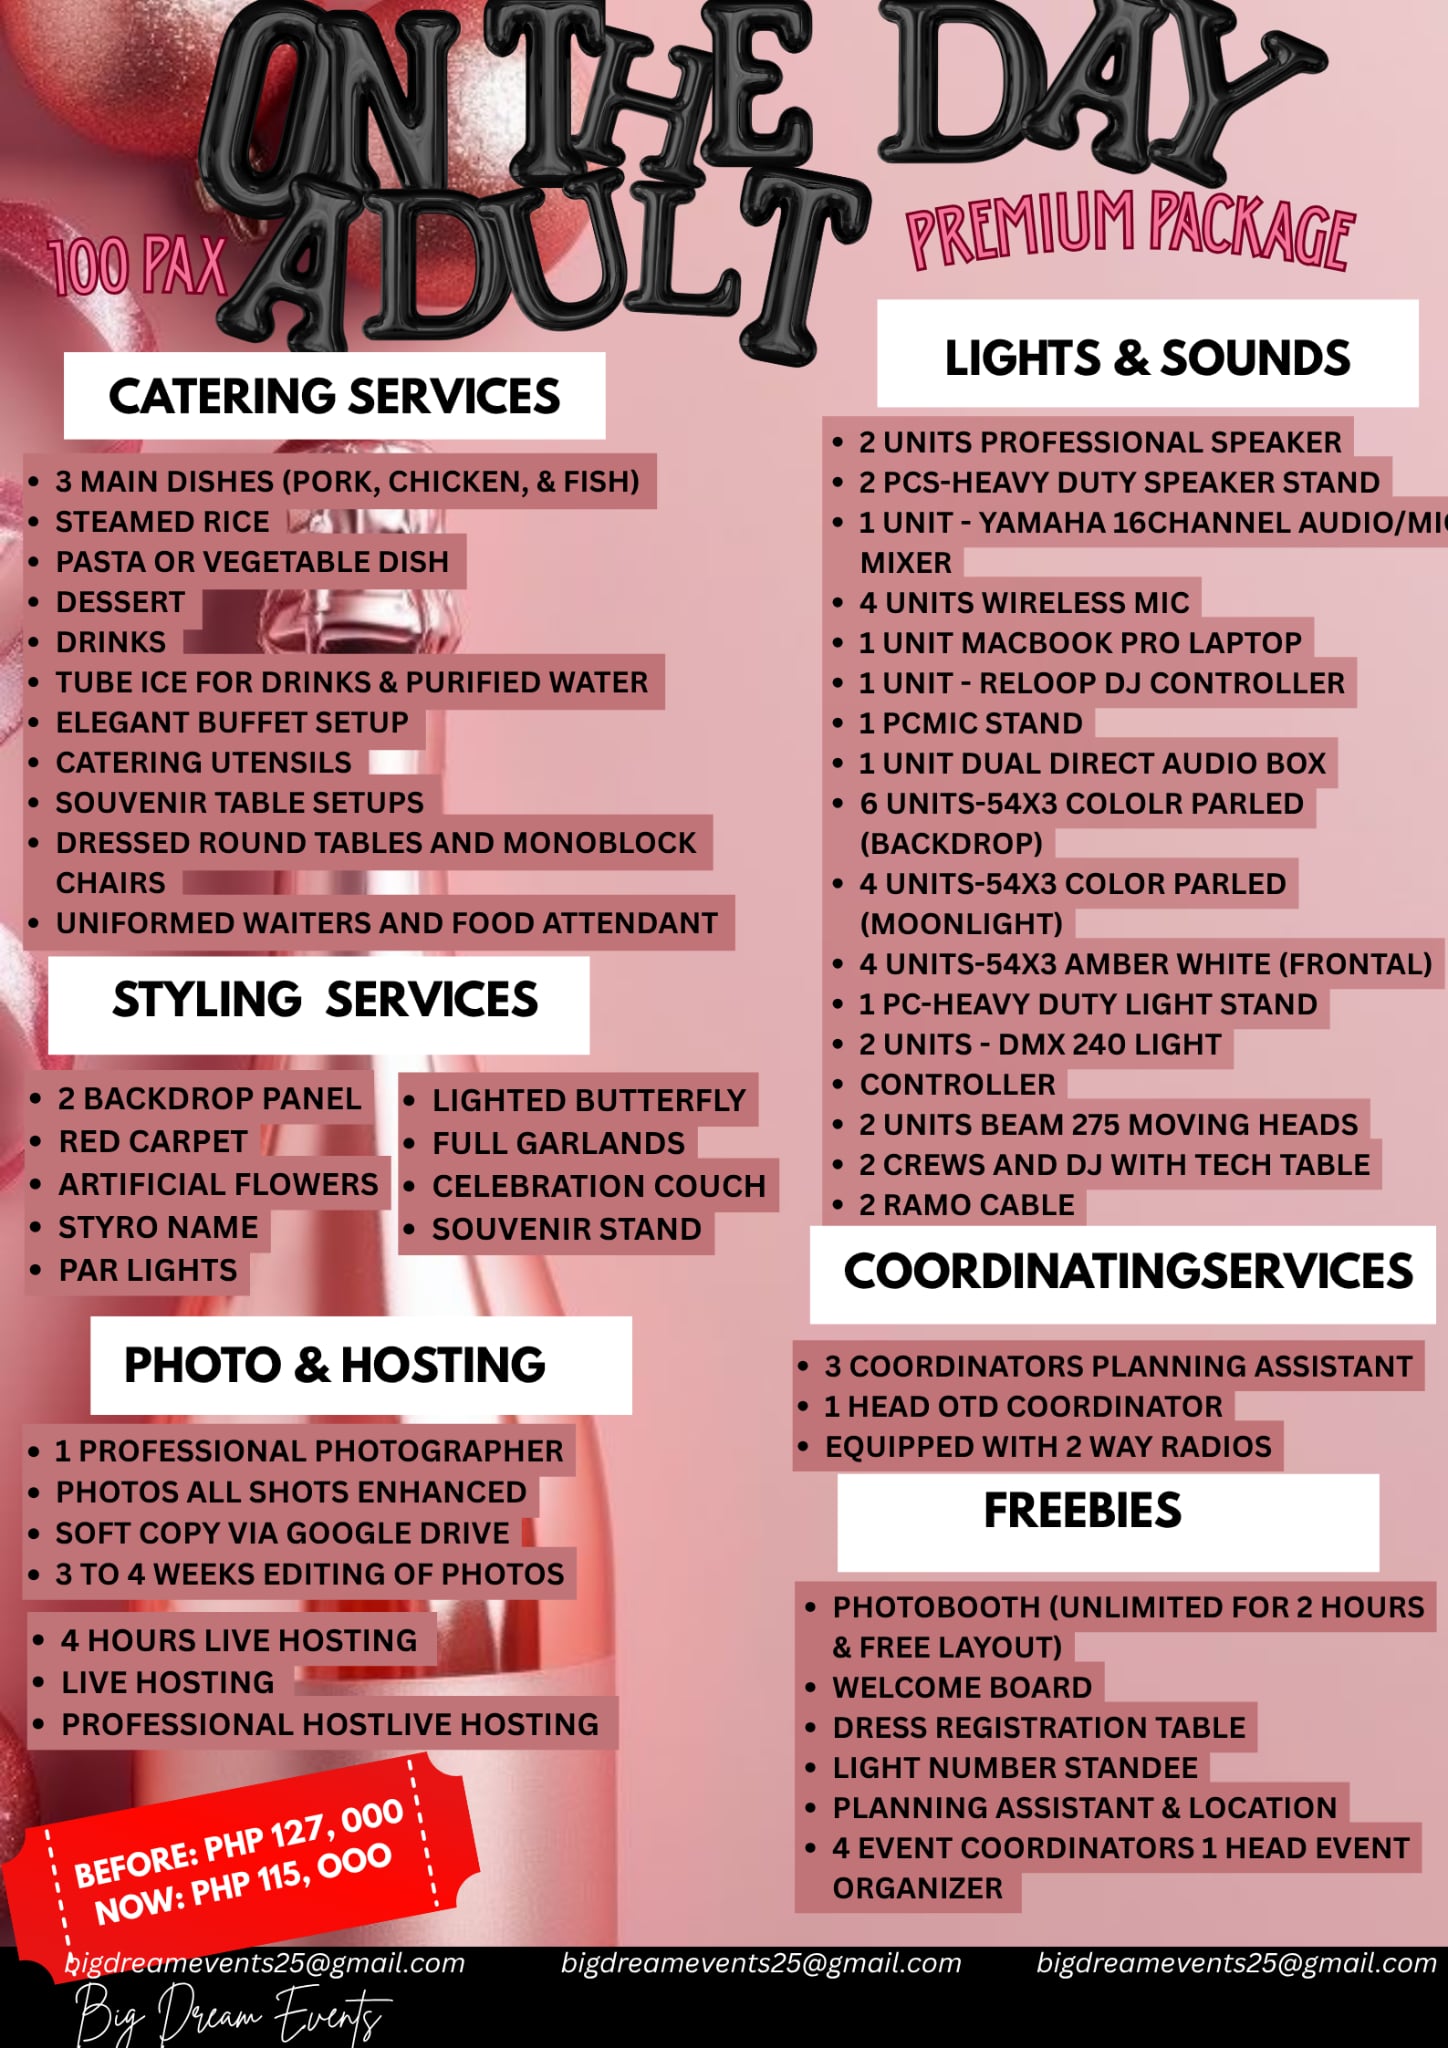 ON THE DAY
ADULT
100 PAX
PREMIUM PACKAGE
CATERING SERVICES
• 3 MAIN DISHES (PORK, CHICKEN, & FISH)
• STEAMED RICE
• PASTA OR VEGETABLE DISH
• DESSERT
• DRINKS
• TUBE ICE FOR DRINKS & PURIFIED WATER
• ELEGANT BUFFET SETUP
• CATERING UTENSILS
• SOUVENIR TABLE SETUPS
• DRESSED ROUND TABLES AND MONOBLOCK
CHAIRS
• UNIFORMED WAITERS AND FOOD ATTENDANT
STYLING SERVICES
• 2 BACKDROP PANEL
• RED CARPET
• ARTIFICIAL FLOWERS
• STYRO NAME
• PAR LIGHTS
• LIGHTED BUTTERFLY
• FULL GARLANDS
• CELEBRATION COUCH
• SOUVENIR STAND
PHOTO & HOSTING
• 1 PROFESSIONAL PHOTOGRAPHER
• PHOTOS ALL SHOTS ENHANCED
• SOFT COPY VIA GOOGLE DRIVE
• 3 TO 4 WEEKS EDITING OF PHOTOS
• 4 HOURS LIVE HOSTING
• LIVE HOSTING
• PROFESSIONAL HOSTLIVE HOSTING
BEFORE: PHP 127, 000
NOW: PHP 115, 000
LIGHTS & SOUNDS
• 2 UNITS PROFESSIONAL SPEAKER
• 2 PCS-HEAVY DUTY SPEAKER STAND
• 1 UNIT - YAMAHA 16CHANNEL AUDIO/MI
MIXER
• 4 UNITS WIRELESS MIC
• 1 UNIT MACBOOK PRO LAPTOP
• 1 UNIT - RELOOP DJ CONTROLLER
• 1 PCMIC STAND
• 1 UNIT DUAL DIRECT AUDIO BOX
• 6 UNITS-54X3 COLOLR PARLED
(BACKDROP)
• 4 UNITS-54X3 COLOR PARLED
(MOONLIGHT)
• 4 UNITS-54X3 AMBER WHITE (FRONTAL)
• 1 PC-HEAVY DUTY LIGHT STAND
• 2 UNITS - DMX 240 LIGHT
• CONTROLLER
• 2 UNITS BEAM 275 MOVING HEADS
• 2 CREWS AND DJ WITH TECH TABLE
• 2 RAMO CABLE
COORDINATINGSERVICES
• 3 COORDINATORS PLANNING ASSISTANT
• 1 HEAD OTD COORDINATOR
• EQUIPPED WITH 2 WAY RADIOS
FREEBIES
• PHOTOBOOTH (UNLIMITED FOR 2 HOURS
& FREE LAYOUT)
• WELCOME BOARD
• DRESS REGISTRATION TABLE
• LIGHT NUMBER STANDEE
• PLANNING ASSISTANT & LOCATION
• 4 EVENT COORDINATORS 1 HEAD EVENT
ORGANIZER
bigdreamevents25@gmail.com bigdreamevents25@gmail.com bigdreamevents25@gmail.com
Big Dream Events